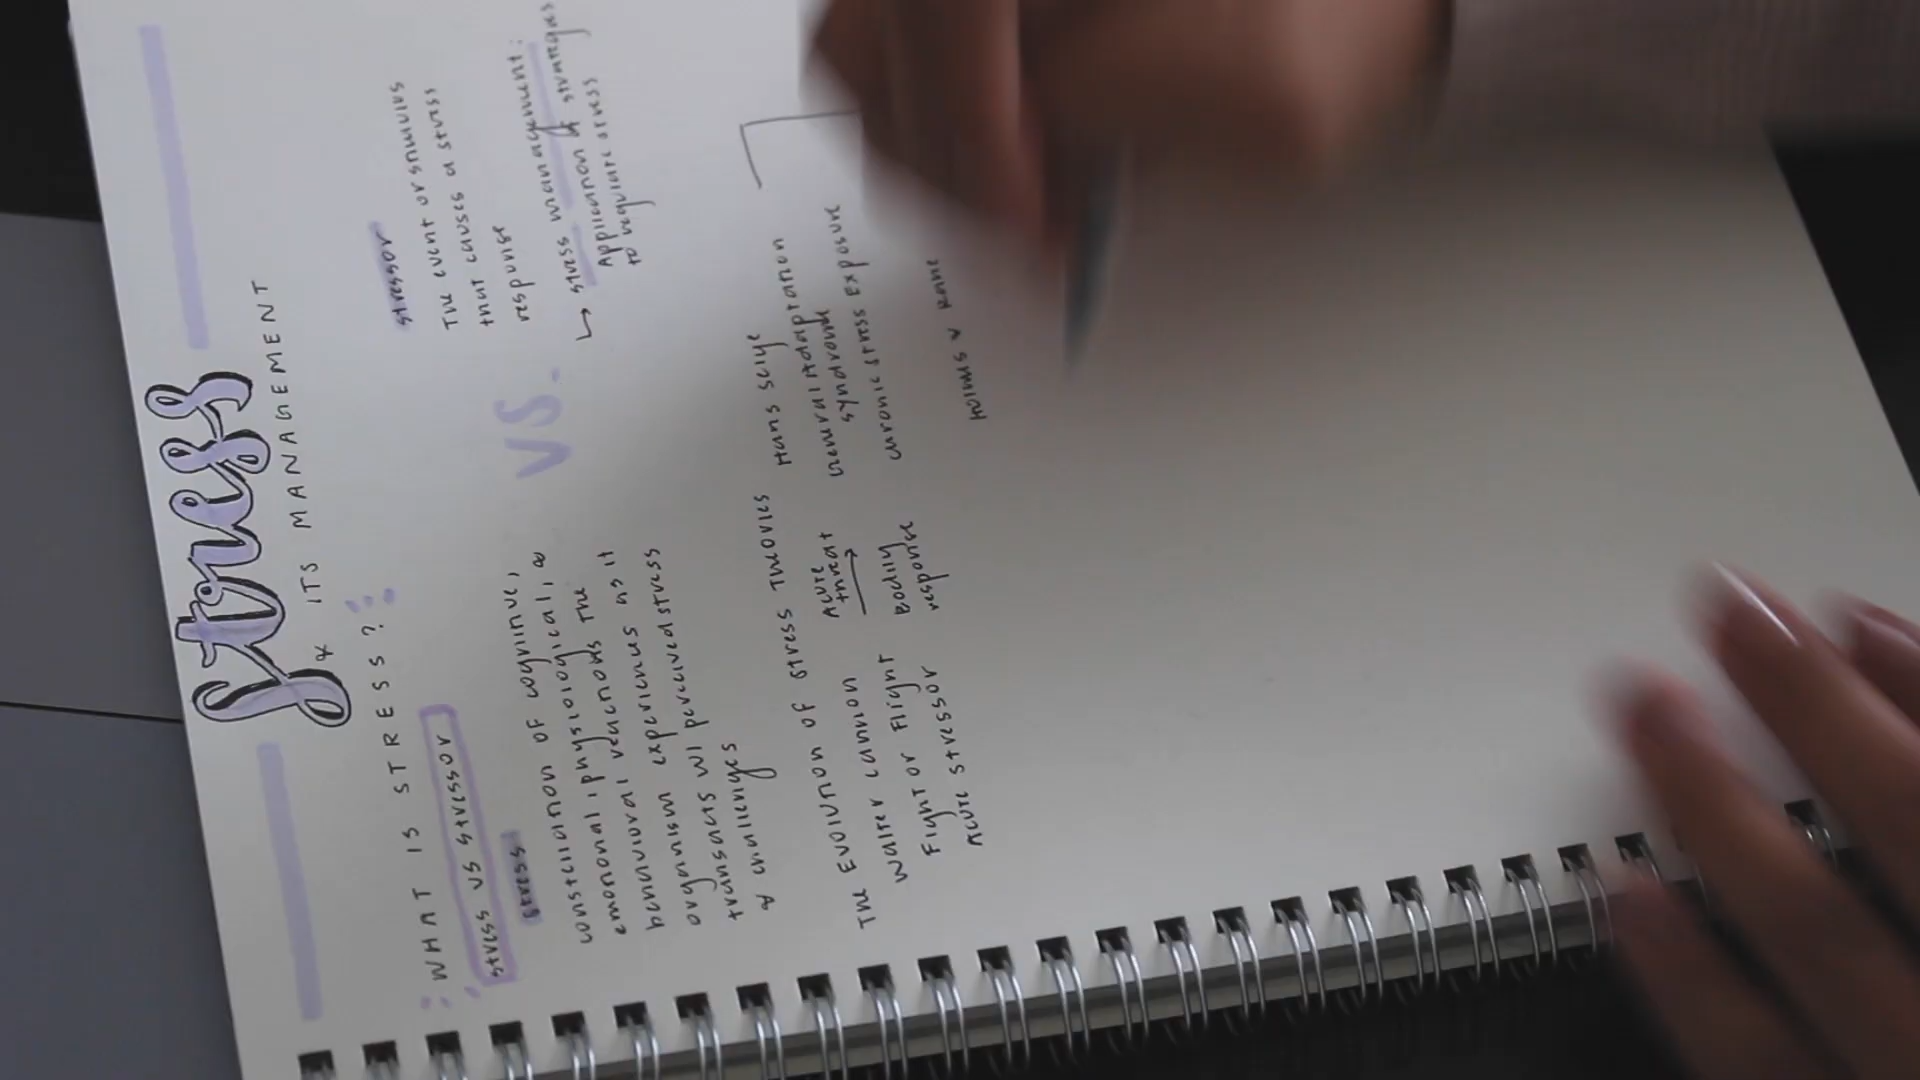 stress
& ITS MANAGEMENT
WHAT IS STRESS?
stress vs stressor
stress
constellation of cognitive,
emotional, physiological, &
behavioral reactions the
organism experiences as it
transacts w/ perceived stress
& challenges
VS.
stressor
The event or stimulus
that causes a stress
response
↳ stress management:
Application of strategies
to regulate stress
The Evolution of stress Theories
Walter Cannon
Fight or Flight
Acute stressor
Acute
threat
→
Bodily
response
Hans Selye
General Adaptation
syndrome
chronic stress exposure
Holmes &